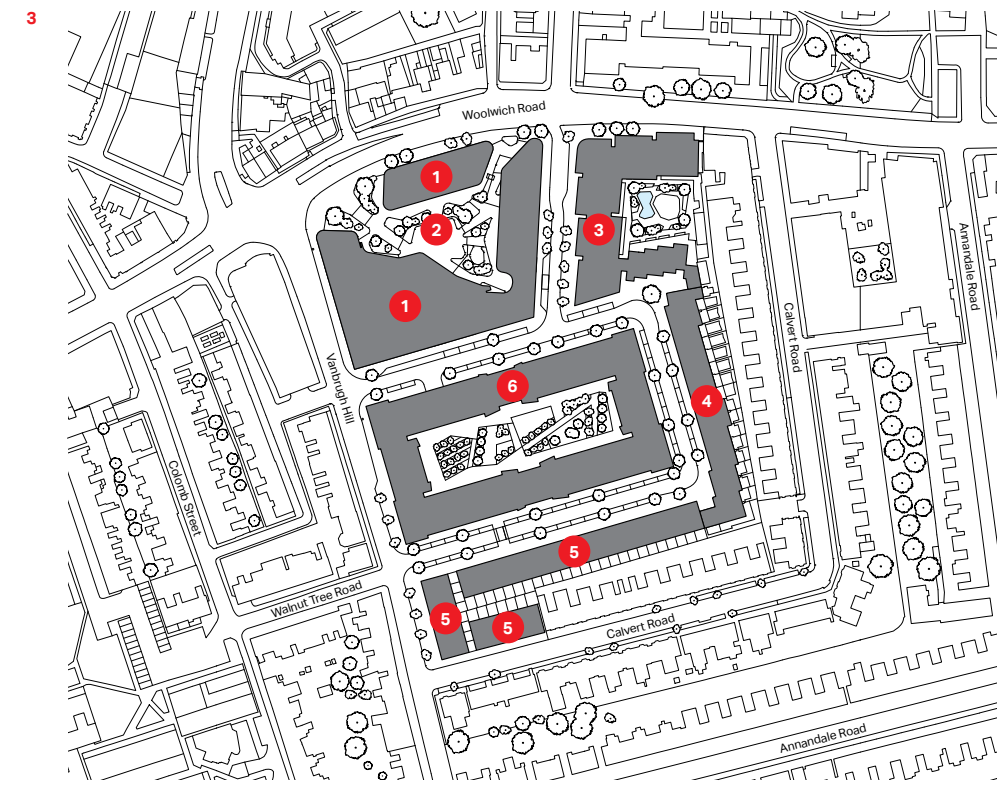 3
Woolwich Road
1
2
3
1
Vanbrugh Hill
Calvert Road
Annandale Road
6
4
Colomb Street
5
Walnut Tree Road
5
5
Calvert Road
Annandale Road